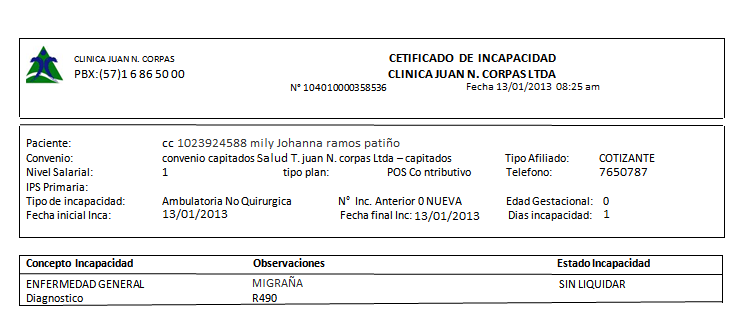 CLINICA JUAN N. CORPAS
PBX:(57)1 6 86 50 00
CETIFICADO DE INCAPACIDAD
CLINICA JUAN N. CORPAS LTDA
N° 104010000358536 Fecha 13/01/2013 08:25 am
Paciente: cc 1023924588 mily Johanna ramos patiño
Convenio: convenio capitados Salud T. juan N. corpas Ltda – capitados Tipo Afiliado: COTIZANTE
Nivel Salarial: 1 tipo plan: POS Co ntributivo Telefono: 7650787
IPS Primaria:
Tipo de incapacidad: Ambulatoria No Quirurgica N° Inc. Anterior 0 NUEVA Edad Gestacional: 0
Fecha inicial Inca: 13/01/2013 Fecha final Inc: 13/01/2013 Dias incapacidad: 1
Concepto Incapacidad Observaciones Estado Incapacidad
ENFERMEDAD GENERAL MIGRAÑA SIN LIQUIDAR
Diagnostico R490